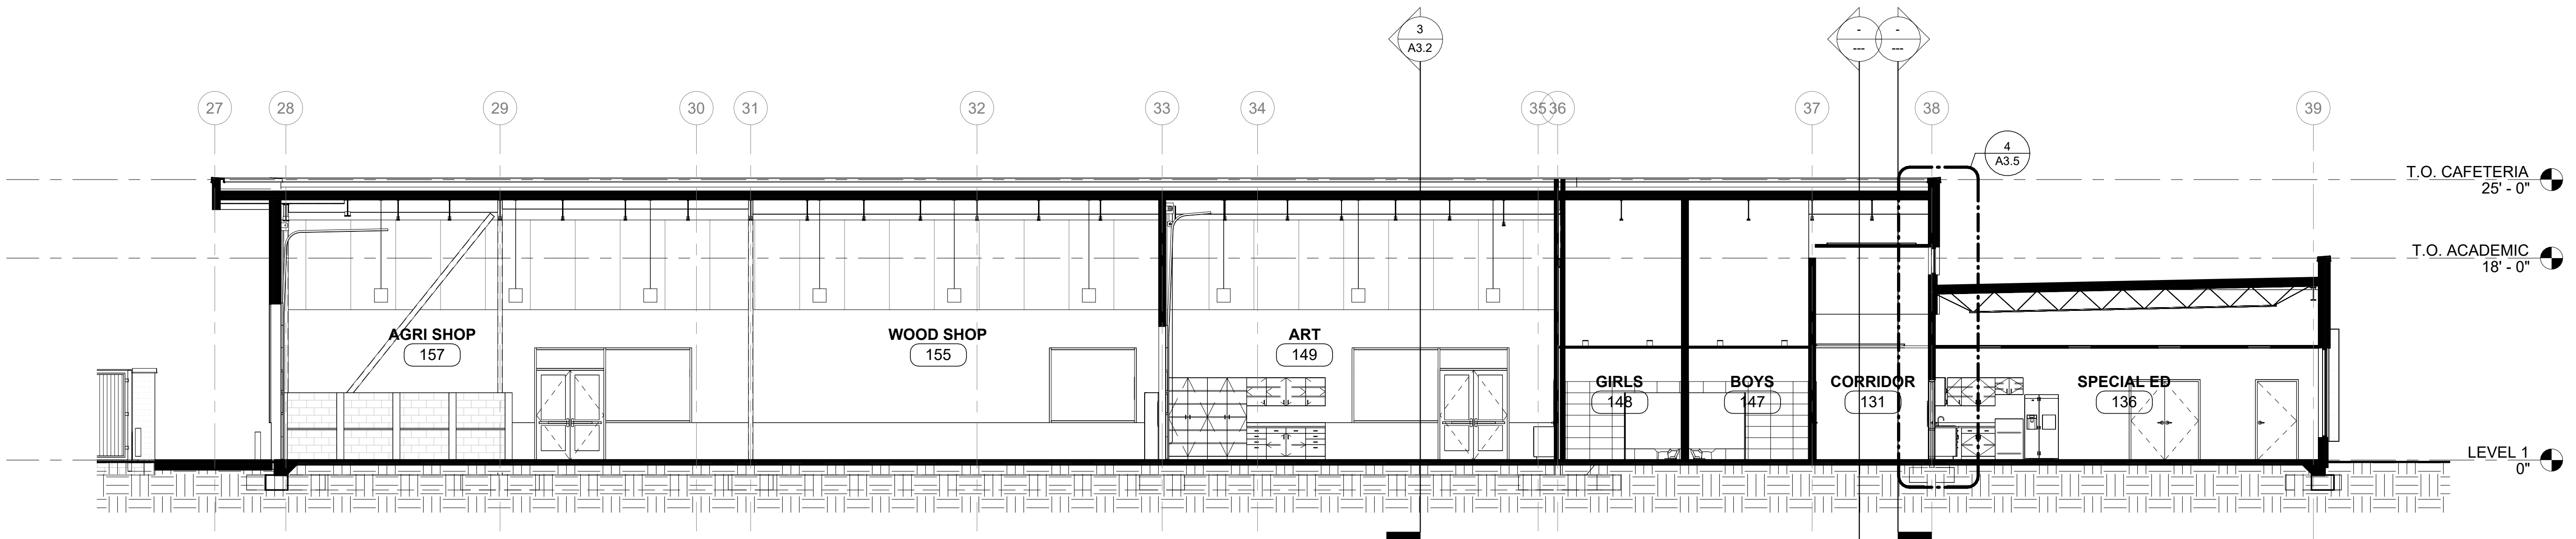 3
A3.2
-
---
-
---
27
28
29
30
31
32
33
34
35
36
37
38
39
4
A3.5
T.O. CAFETERIA
25' - 0"
T.O. ACADEMIC
18' - 0"
AGRI SHOP
157
WOOD SHOP
155
ART
149
GIRLS
148
BOYS
147
CORRIDOR
131
SPECIAL ED
136
LEVEL 1
0"